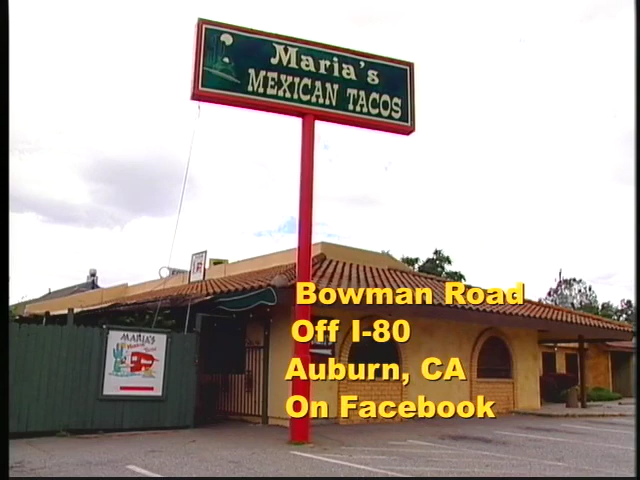 Maria's
MEXICAN TACOS
MARIA'S
Bowman Road
Off I-80
Auburn, CA
On Facebook